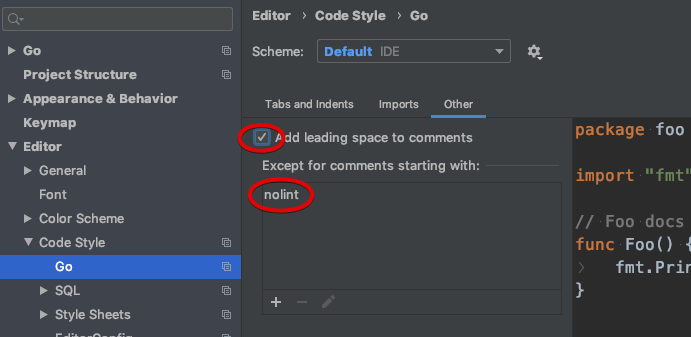 Editor › Code Style › Go
Scheme: Default IDE
Go
Project Structure
Appearance & Behavior
Keymap
Editor
General
Font
Color Scheme
Code Style
Go
SQL
Style Sheets
EditorConfig
Tabs and Indents Imports Other
Add leading space to comments
Except for comments starting with:
nolint
package foo
import "fmt"
// Foo docs
func Foo() {
fmt.Prin
}